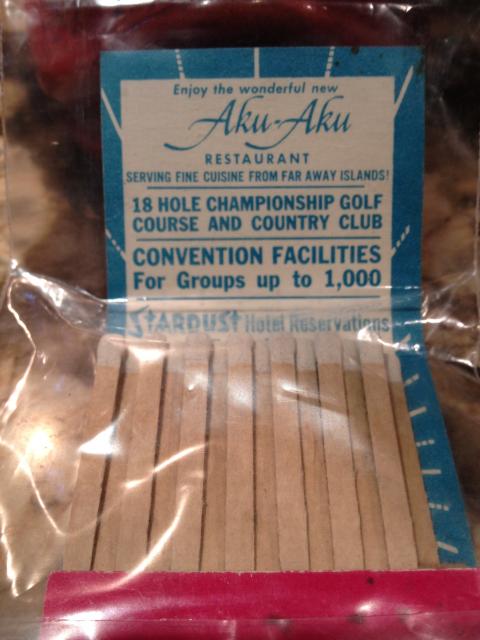 Enjoy the wonderful new
Aku-Aku
RESTAURANT
SERVING FINE CUISINE FROM FAR AWAY ISLANDS!
18 HOLE CHAMPIONSHIP GOLF
COURSE AND COUNTRY CLUB
CONVENTION FACILITIES
For Groups up to 1,000
STARDUST Hotel Reservations